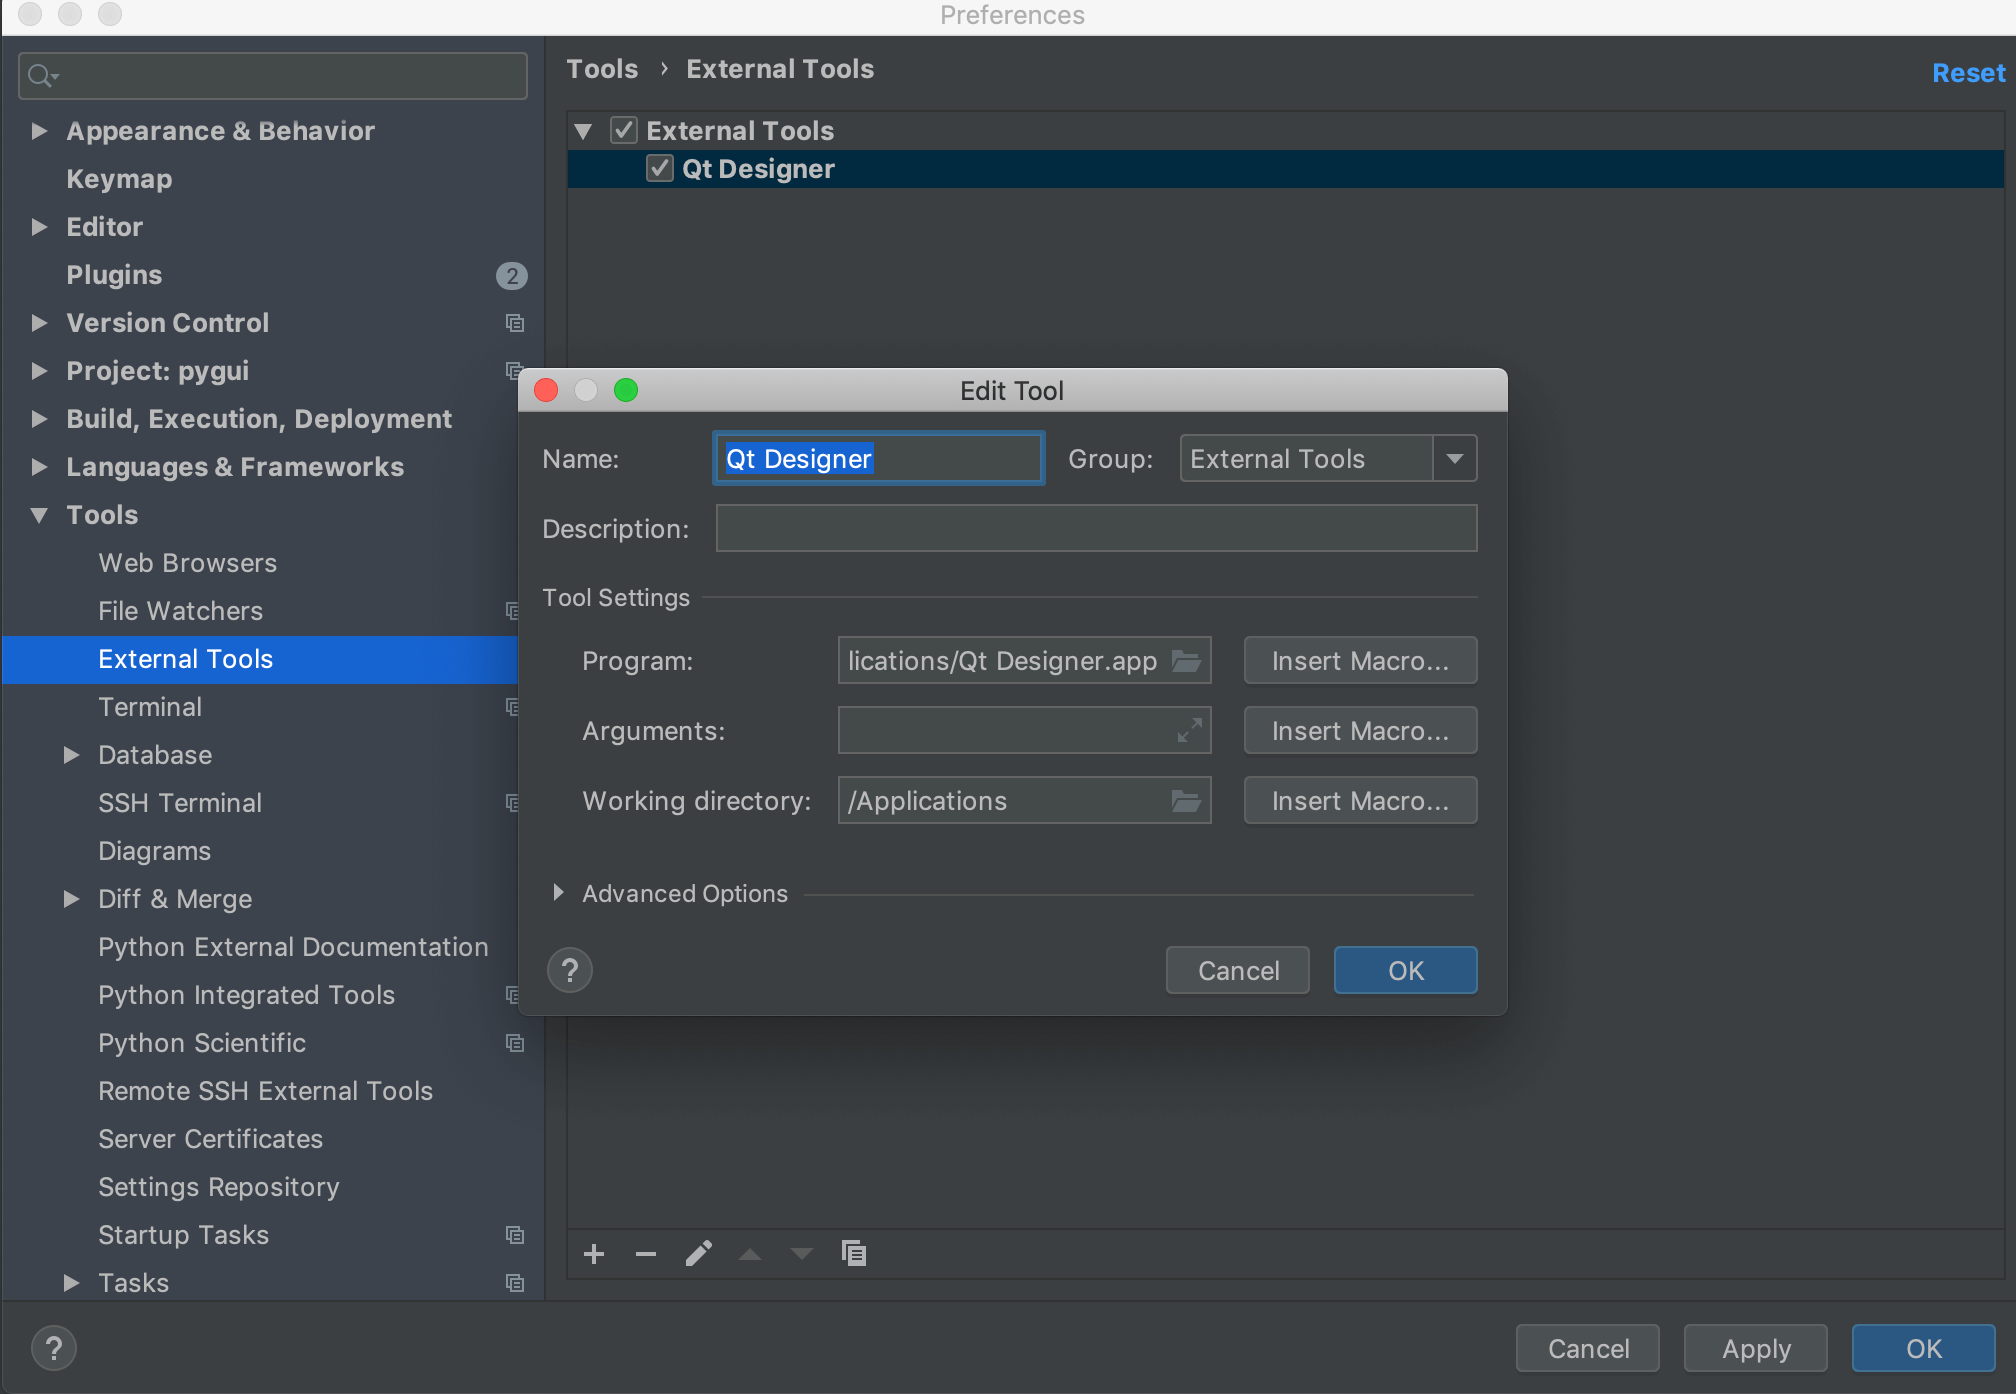 Preferences
Tools › External Tools
Reset
Appearance & Behavior
Keymap
Editor
Plugins 2
Version Control
Project: pygui
Build, Execution, Deployment
Languages & Frameworks
Tools
Web Browsers
File Watchers
External Tools
Terminal
Database
SSH Terminal
Diagrams
Diff & Merge
Python External Documentation
Python Integrated Tools
Python Scientific
Remote SSH External Tools
Server Certificates
Settings Repository
Startup Tasks
Tasks
External Tools
Qt Designer
Edit Tool
Name: Qt Designer Group: External Tools
Description:
Tool Settings
Program: lications/Qt Designer.app Insert Macro...
Arguments: Insert Macro...
Working directory: /Applications Insert Macro...
Advanced Options
? Cancel OK
? Cancel Apply OK